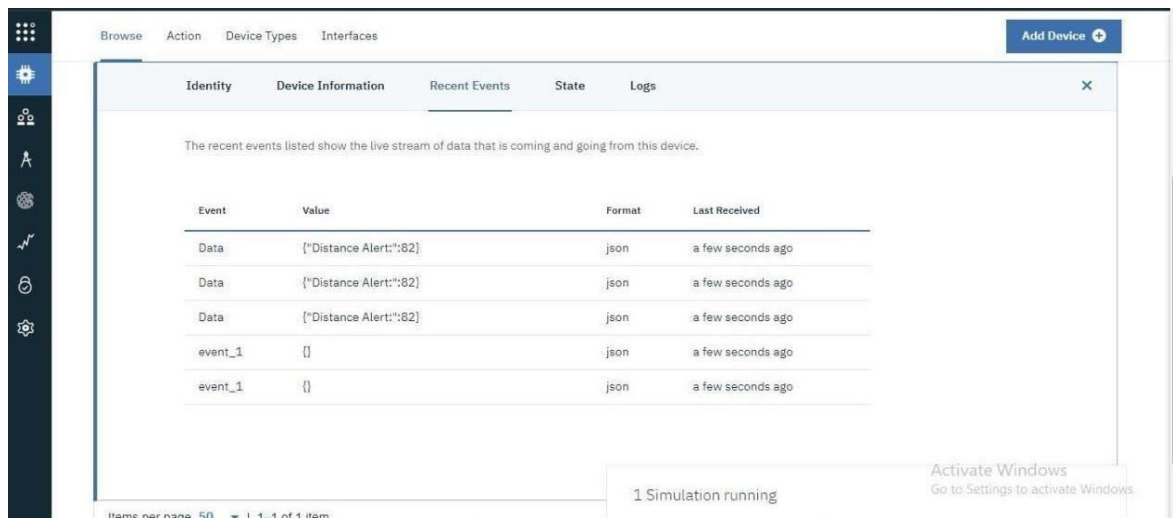 Browse Action Device Types Interfaces Add Device
Identity Device Information Recent Events State Logs
The recent events listed show the live stream of data that is coming and going from this device.
Event Value Format Last Received
Data {"Distance Alert:":82} json a few seconds ago
Data {"Distance Alert:":82} json a few seconds ago
Data {"Distance Alert:":82} json a few seconds ago
event_1 {} json a few seconds ago
event_1 {} json a few seconds ago
Activate Windows
1 Simulation running Go to Settings to activate Windows.
Items per page 50 | 1–1 of 1 item